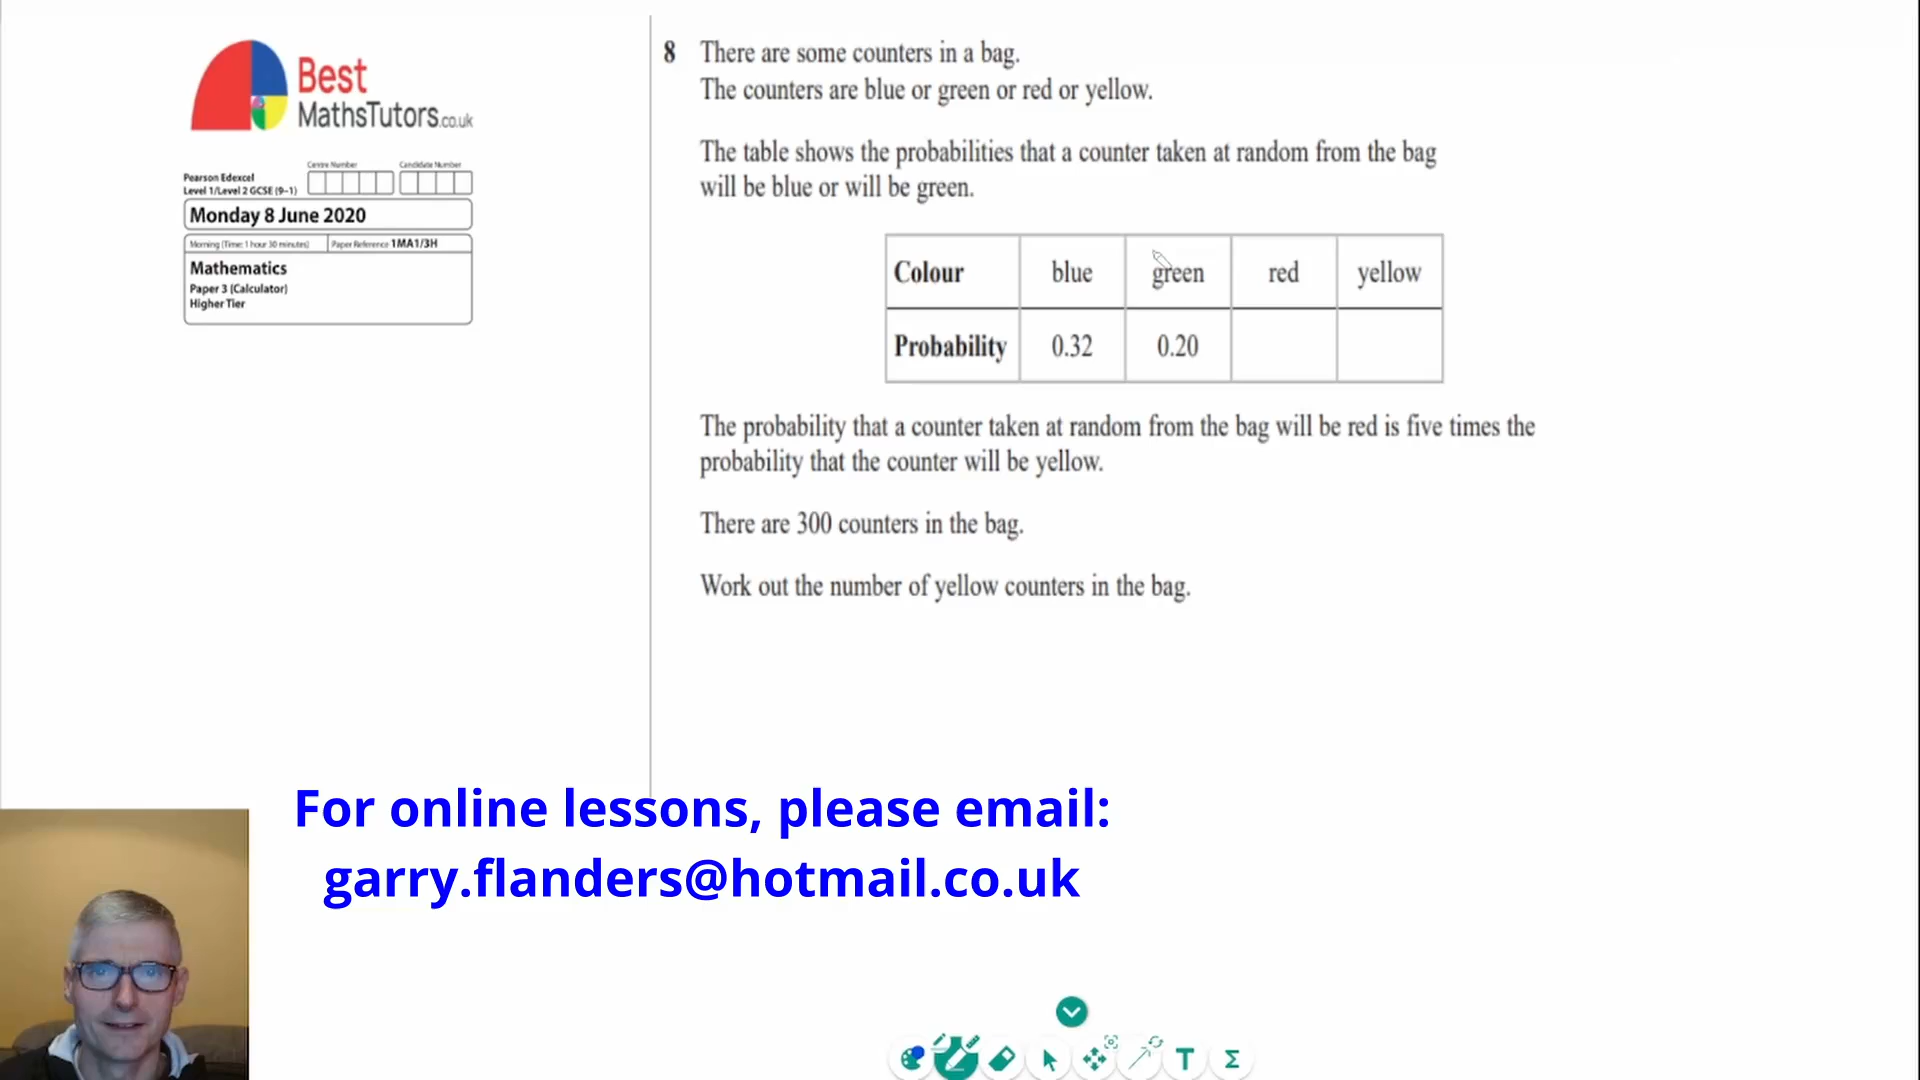 Best
MathsTutors.co.uk
Centre Number
Candidate Number
Pearson Edexcel
Level 1/Level 2 GCSE (9–1)
Monday 8 June 2020
Morning (Time: 1 hour 30 minutes)
Paper Reference 1MA1/3H
Mathematics
Paper 3 (Calculator)
Higher Tier
8 There are some counters in a bag.
The counters are blue or green or red or yellow.
The table shows the probabilities that a counter taken at random from the bag
will be blue or will be green.
Colour blue green red yellow
Probability 0.32 0.20
The probability that a counter taken at random from the bag will be red is five times the
probability that the counter will be yellow.
There are 300 counters in the bag.
Work out the number of yellow counters in the bag.
For online lessons, please email:
garry.flanders@hotmail.co.uk
T Σ